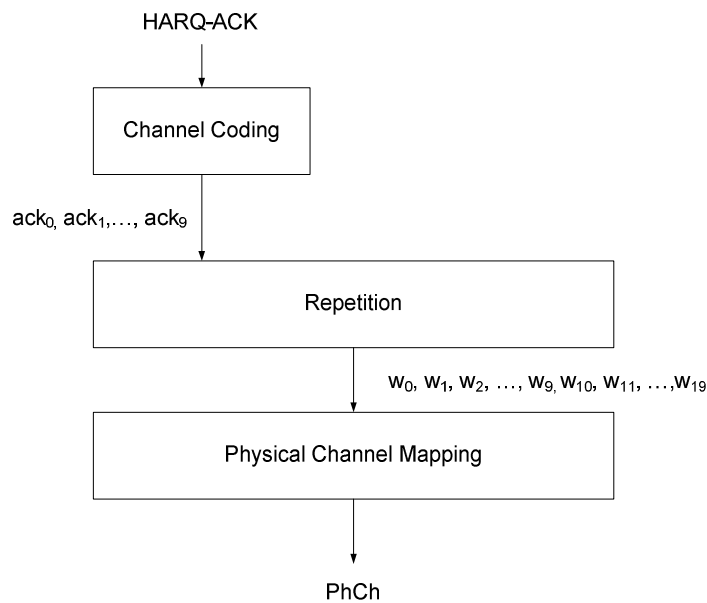 HARQ-ACK
Channel Coding
ack0, ack1,…, ack9
Repetition
w0, w1, w2, …, w9, w10, w11, …,w19
Physical Channel Mapping
PhCh